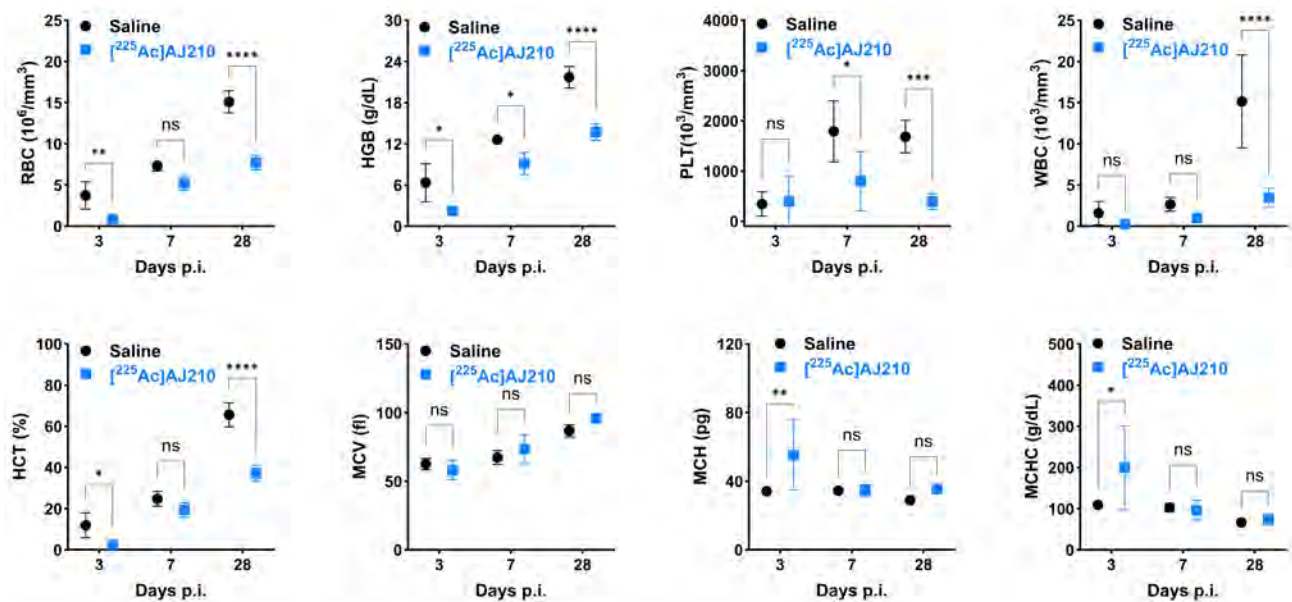 Saline
[²²⁵Ac]AJ210
RBC (10⁶/mm³)
25
20
15
10
5
0
**
ns
****
3
7
28
Days p.i.
Saline
[²²⁵Ac]AJ210
HGB (g/dL)
30
24
18
12
6
0
*
*
****
3
7
28
Days p.i.
Saline
[²²⁵Ac]AJ210
PLT(10³/mm³)
4000
3000
2000
1000
0
ns
*
***
3
7
28
Days p.i.
Saline
[²²⁵Ac]AJ210
WBC (10³/mm³)
25
20
15
10
5
0
ns
ns
****
3
7
28
Days p.i.
Saline
[²²⁵Ac]AJ210
HCT (%)
100
80
60
40
20
0
*
ns
****
3
7
28
Days p.i.
Saline
[²²⁵Ac]AJ210
MCV (fl)
150
100
50
0
ns
ns
ns
3
7
28
Days p.i.
Saline
[²²⁵Ac]AJ210
MCH (pg)
120
80
40
0
**
ns
ns
3
7
28
Days p.i.
Saline
[²²⁵Ac]AJ210
MCHC (g/dL)
500
400
300
200
100
0
*
ns
ns
3
7
28
Days p.i.